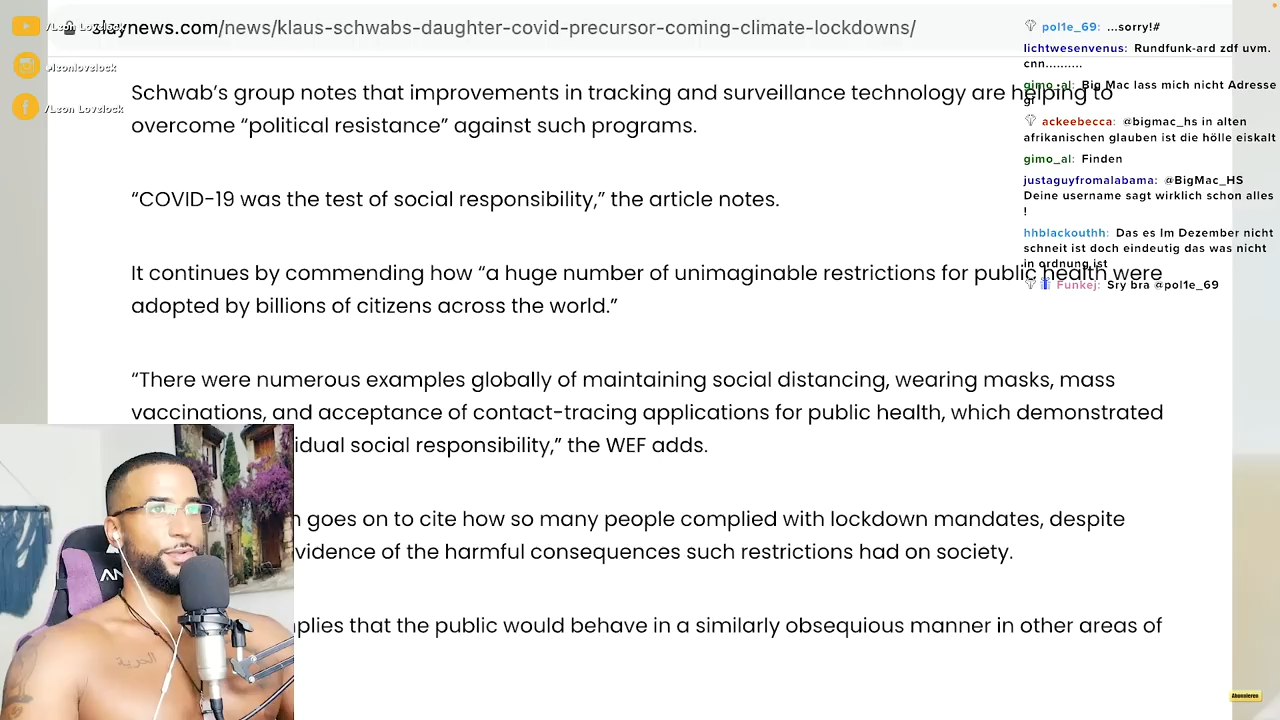 slaynews.com/news/klaus-schwabs-daughter-covid-precursor-coming-climate-lockdowns/
/Leon Lovelock
@leonlovelock
/Leon Lovelock
Schwab’s group notes that improvements in tracking and surveillance technology are helping to
overcome “political resistance” against such programs.
“COVID-19 was the test of social responsibility,” the article notes.
It continues by commending how “a huge number of unimaginable restrictions for public health were
adopted by billions of citizens across the world.”
“There were numerous examples globally of maintaining social distancing, wearing masks, mass
vaccinations, and acceptance of contact-tracing applications for public health, which demonstrated
idual social responsibility,” the WEF adds.
n goes on to cite how so many people complied with lockdown mandates, despite
vidence of the harmful consequences such restrictions had on society.
plies that the public would behave in a similarly obsequious manner in other areas of
pol1e_69: ...sorry!#
lichtwesenvenus: Rundfunk-ard zdf uvm.
cnn..........
gimo_al: Big Mac lass mich nicht Adresse
gi
ackeebecca: @bigmac_hs in alten
afrikanischen glauben ist die hölle eiskalt
gimo_al: Finden
justaguyfromalabama: @BigMac_HS
Deine username sagt wirklich schon alles
!
hhblackouthh: Das es Im Dezember nicht
schneit ist doch eindeutig das was nicht
in ordnung ist
Funkej: Sry bra @pol1e_69
AN
الحرية
Abonnieren